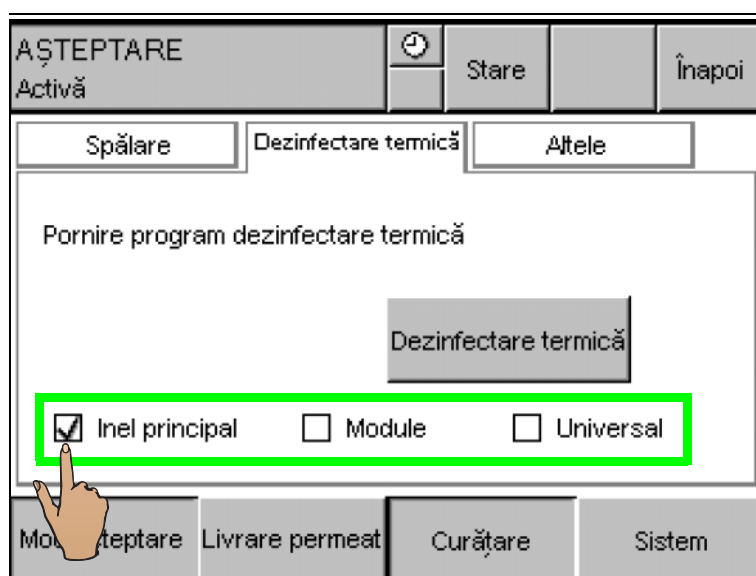 AȘTEPTARE
Activă
Stare
Înapoi
Spălare
Dezinfectare termică
Altele
Pornire program dezinfectare termică
Dezinfectare termică
Inel principal
Module
Universal
Livrare permeat
Curățare
Sistem